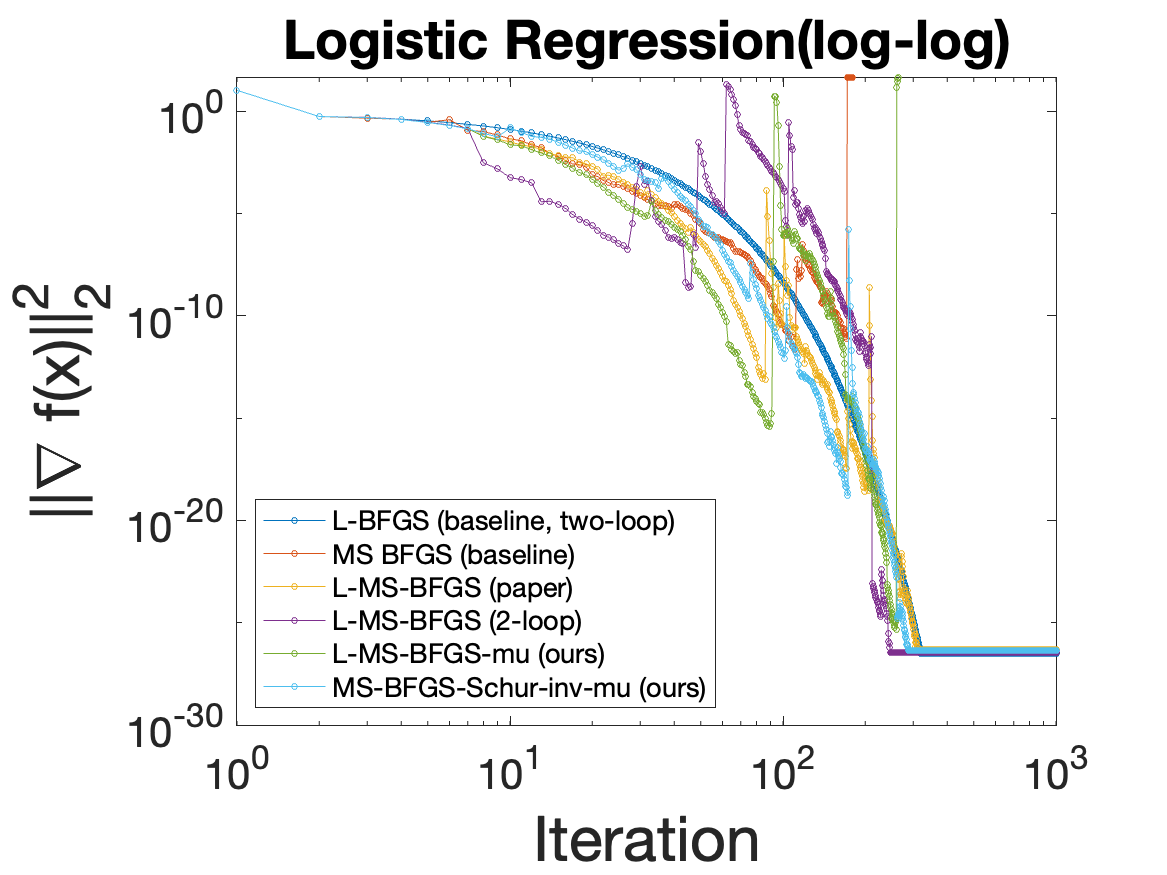 Logistic Regression(log-log)
10^0
10^-10
10^-20
10^-30
||∇ f(x)||_2^2
L-BFGS (baseline, two-loop)
MS BFGS (baseline)
L-MS-BFGS (paper)
L-MS-BFGS (2-loop)
L-MS-BFGS-mu (ours)
MS-BFGS-Schur-inv-mu (ours)
10^0 10^1 10^2 10^3
Iteration